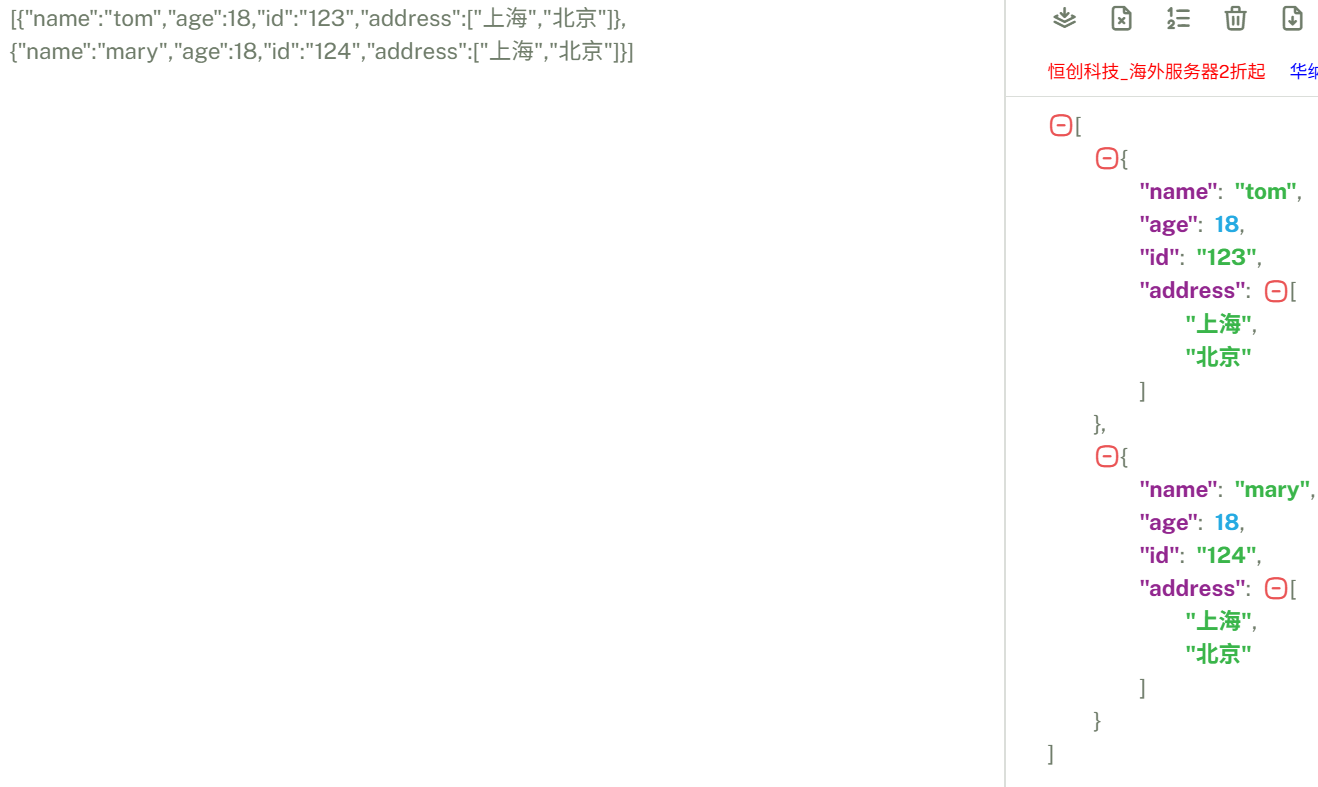 [{"name":"tom","age":18,"id":"123","address":["上海","北京"]},
{"name":"mary","age":18,"id":"124","address":["上海","北京"]}]
恒创科技_海外服务器2折起 华纳
[
{
"name": "tom",
"age": 18,
"id": "123",
"address": [
"上海",
"北京"
]
},
{
"name": "mary",
"age": 18,
"id": "124",
"address": [
"上海",
"北京"
]
}
]